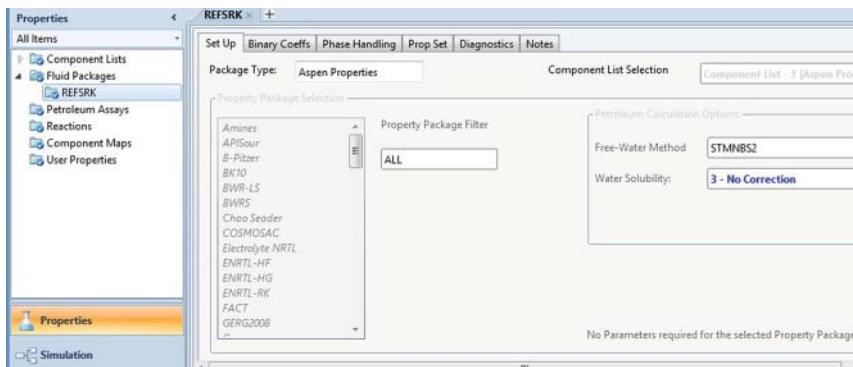 Properties
<
All Items
Component Lists
Fluid Packages
REFSRK
Petroleum Assays
Reactions
Component Maps
User Properties
Properties
Simulation
REFSRK × +
Set Up Binary Coeffs Phase Handling Prop Set Diagnostics Notes
Package Type: Aspen Properties
Component List Selection Component List - 1 [Aspen Pro
Property Package Selection
Amines
APISour
B-Pitzer
BK10
BWR-LS
BWRS
Chao Seader
COSMOSAC
Electrolyte NRTL
ENRTL-HF
ENRTL-HG
ENRTL-RK
FACT
GERG2008
Property Package Filter
ALL
Petroleum Calculation Options
Free-Water Method STMNBS2
Water Solubility: 3 - No Correction
No Parameters required for the selected Property Package